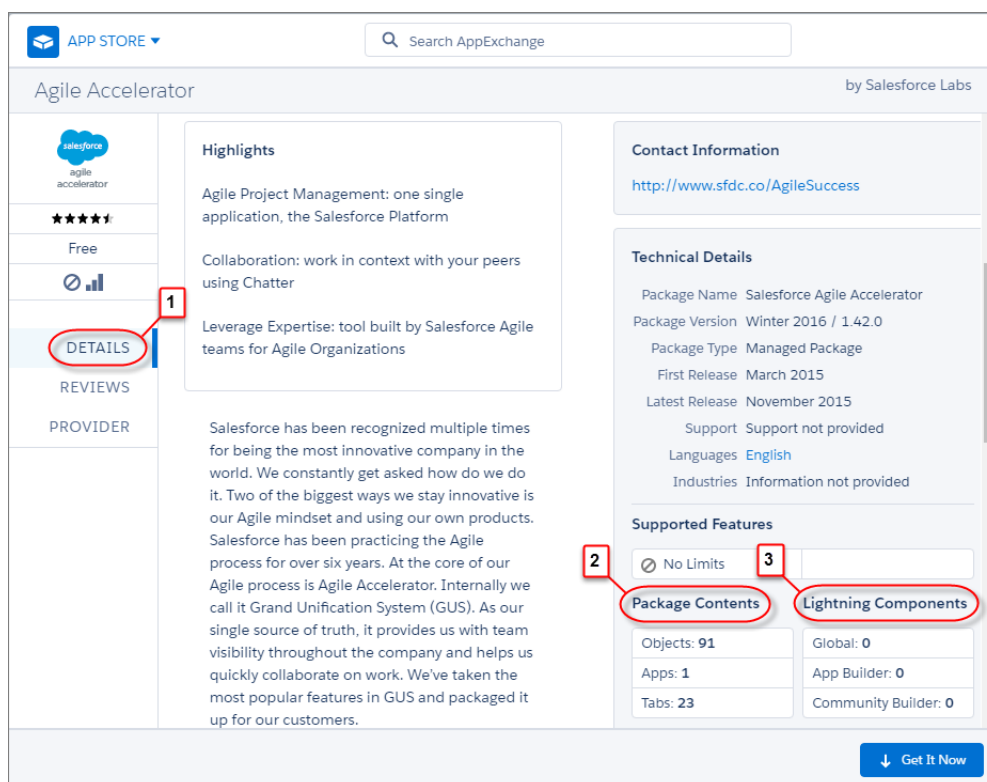 APP STORE
Search AppExchange
Agile Accelerator
by Salesforce Labs
salesforce
agile
accelerator
Free
1
DETAILS
REVIEWS
PROVIDER
Highlights
Agile Project Management: one single
application, the Salesforce Platform
Collaboration: work in context with your peers
using Chatter
Leverage Expertise: tool built by Salesforce Agile
teams for Agile Organizations
Salesforce has been recognized multiple times
for being the most innovative company in the
world. We constantly get asked how do we do
it. Two of the biggest ways we stay innovative is
our Agile mindset and using our own products.
Salesforce has been practicing the Agile
process for over six years. At the core of our
Agile process is Agile Accelerator. Internally we
call it Grand Unification System (GUS). As our
single source of truth, it provides us with team
visibility throughout the company and helps us
quickly collaborate on work. We've taken the
most popular features in GUS and packaged it
up for our customers.
Contact Information
http://www.sfdc.co/AgileSuccess
Technical Details
Package Name Salesforce Agile Accelerator
Package Version Winter 2016 / 1.42.0
Package Type Managed Package
First Release March 2015
Latest Release November 2015
Support Support not provided
Languages English
Industries Information not provided
Supported Features
No Limits
2
Package Contents
Objects: 91
Apps: 1
Tabs: 23
3
Lightning Components
Global: 0
App Builder: 0
Community Builder: 0
Get It Now